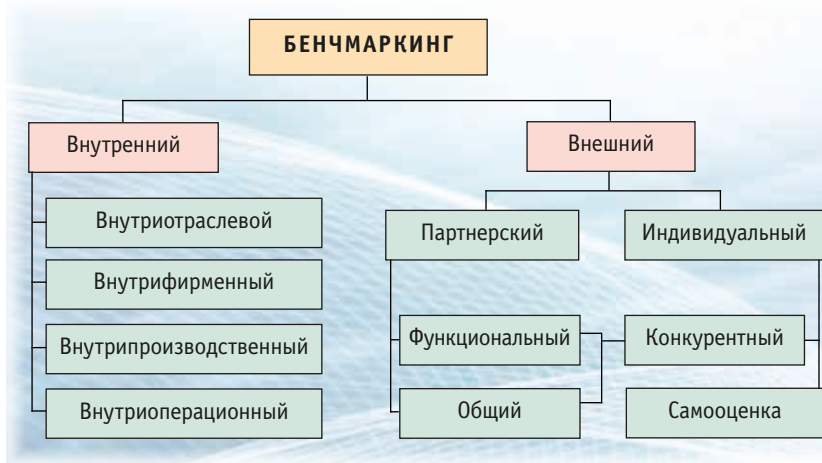 БЕНЧМАРКИНГ
Внутренний
Внешний
Внутриотраслевой
Внутрифирменный
Внутрипроизводственный
Внутриоперационный
Партнерский
Индивидуальный
Функциональный
Конкурентный
Общий
Самооценка